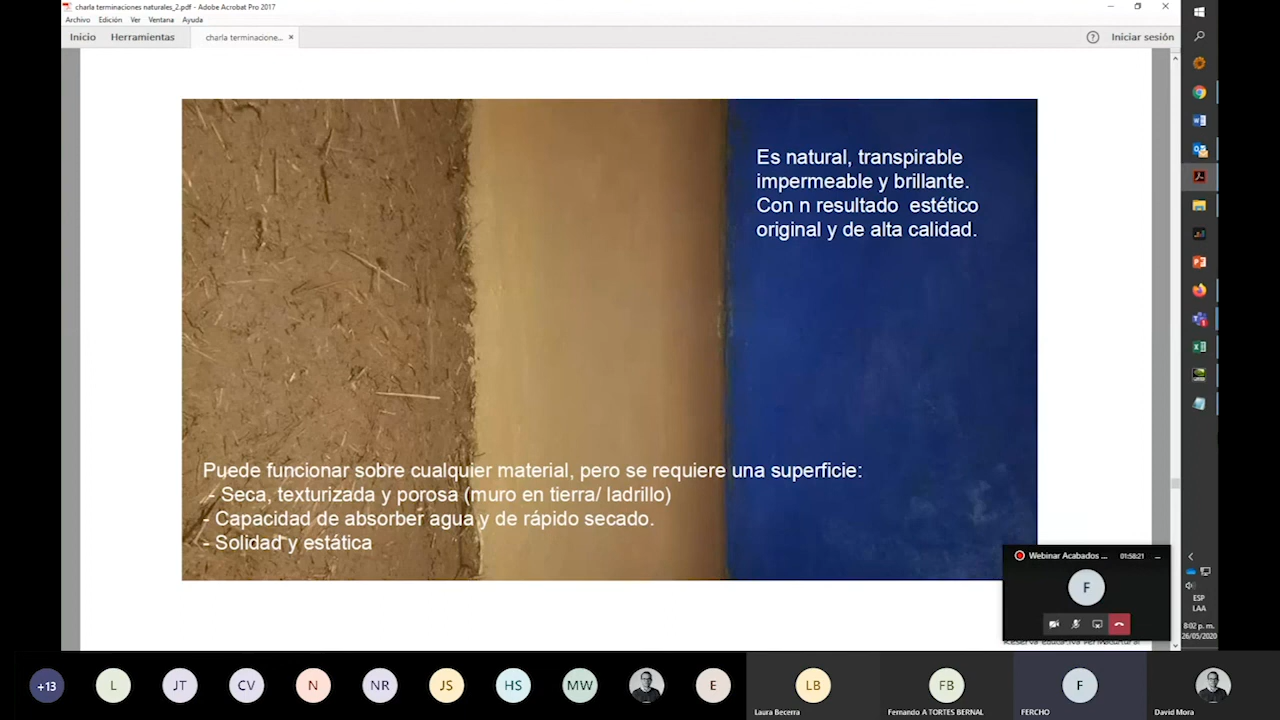 charla terminaciones naturales_2.pdf - Adobe Acrobat Pro 2017
Archivo Edición Ver Ventana Ayuda
Inicio Herramientas charla terminacione... × ? Iniciar sesión
Es natural, transpirable
impermeable y brillante.
Con n resultado estético
original y de alta calidad.
Puede funcionar sobre cualquier material, pero se requiere una superficie:
- Seca, texturizada y porosa (muro en tierra/ ladrillo)
- Capacidad de absorber agua y de rápido secado.
- Solidad y estática
Webinar Acabados ... 01:58:21
F
ESP
LAA
8:02 p. m.
26/05/2020
+13 L JT CV N NR JS HS MW E LB FB F
Laura Becerra Fernando A TORTES BERNAL FERCHO David Mora